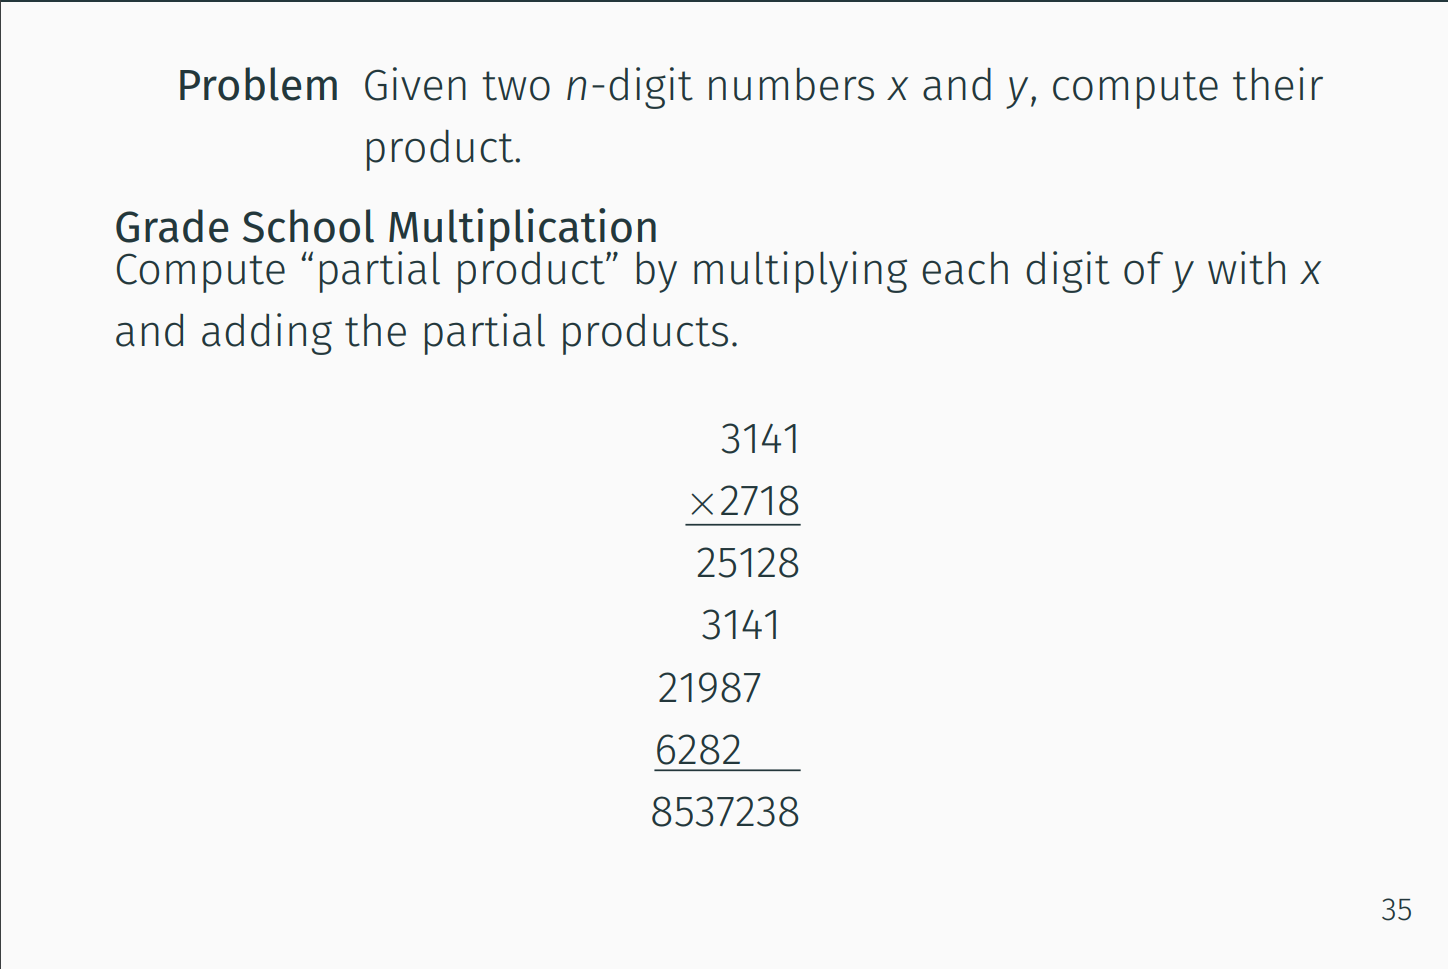 Problem Given two n-digit numbers x and y, compute their
product.
Grade School Multiplication
Compute “partial product” by multiplying each digit of y with x
and adding the partial products.
3141
×2718
25128
3141
21987
6282
8537238
35